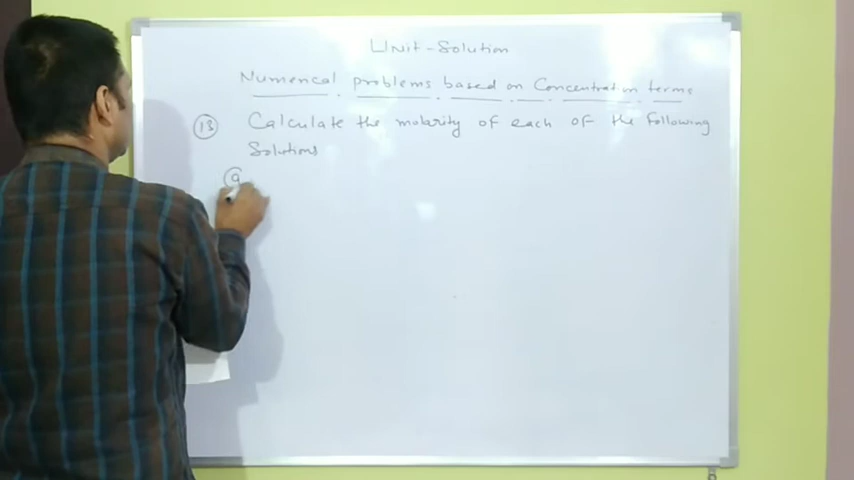 Unit-Solution
Numerical problems based on Concentration terms
13 Calculate the molarity of each of the following
Solutions
a